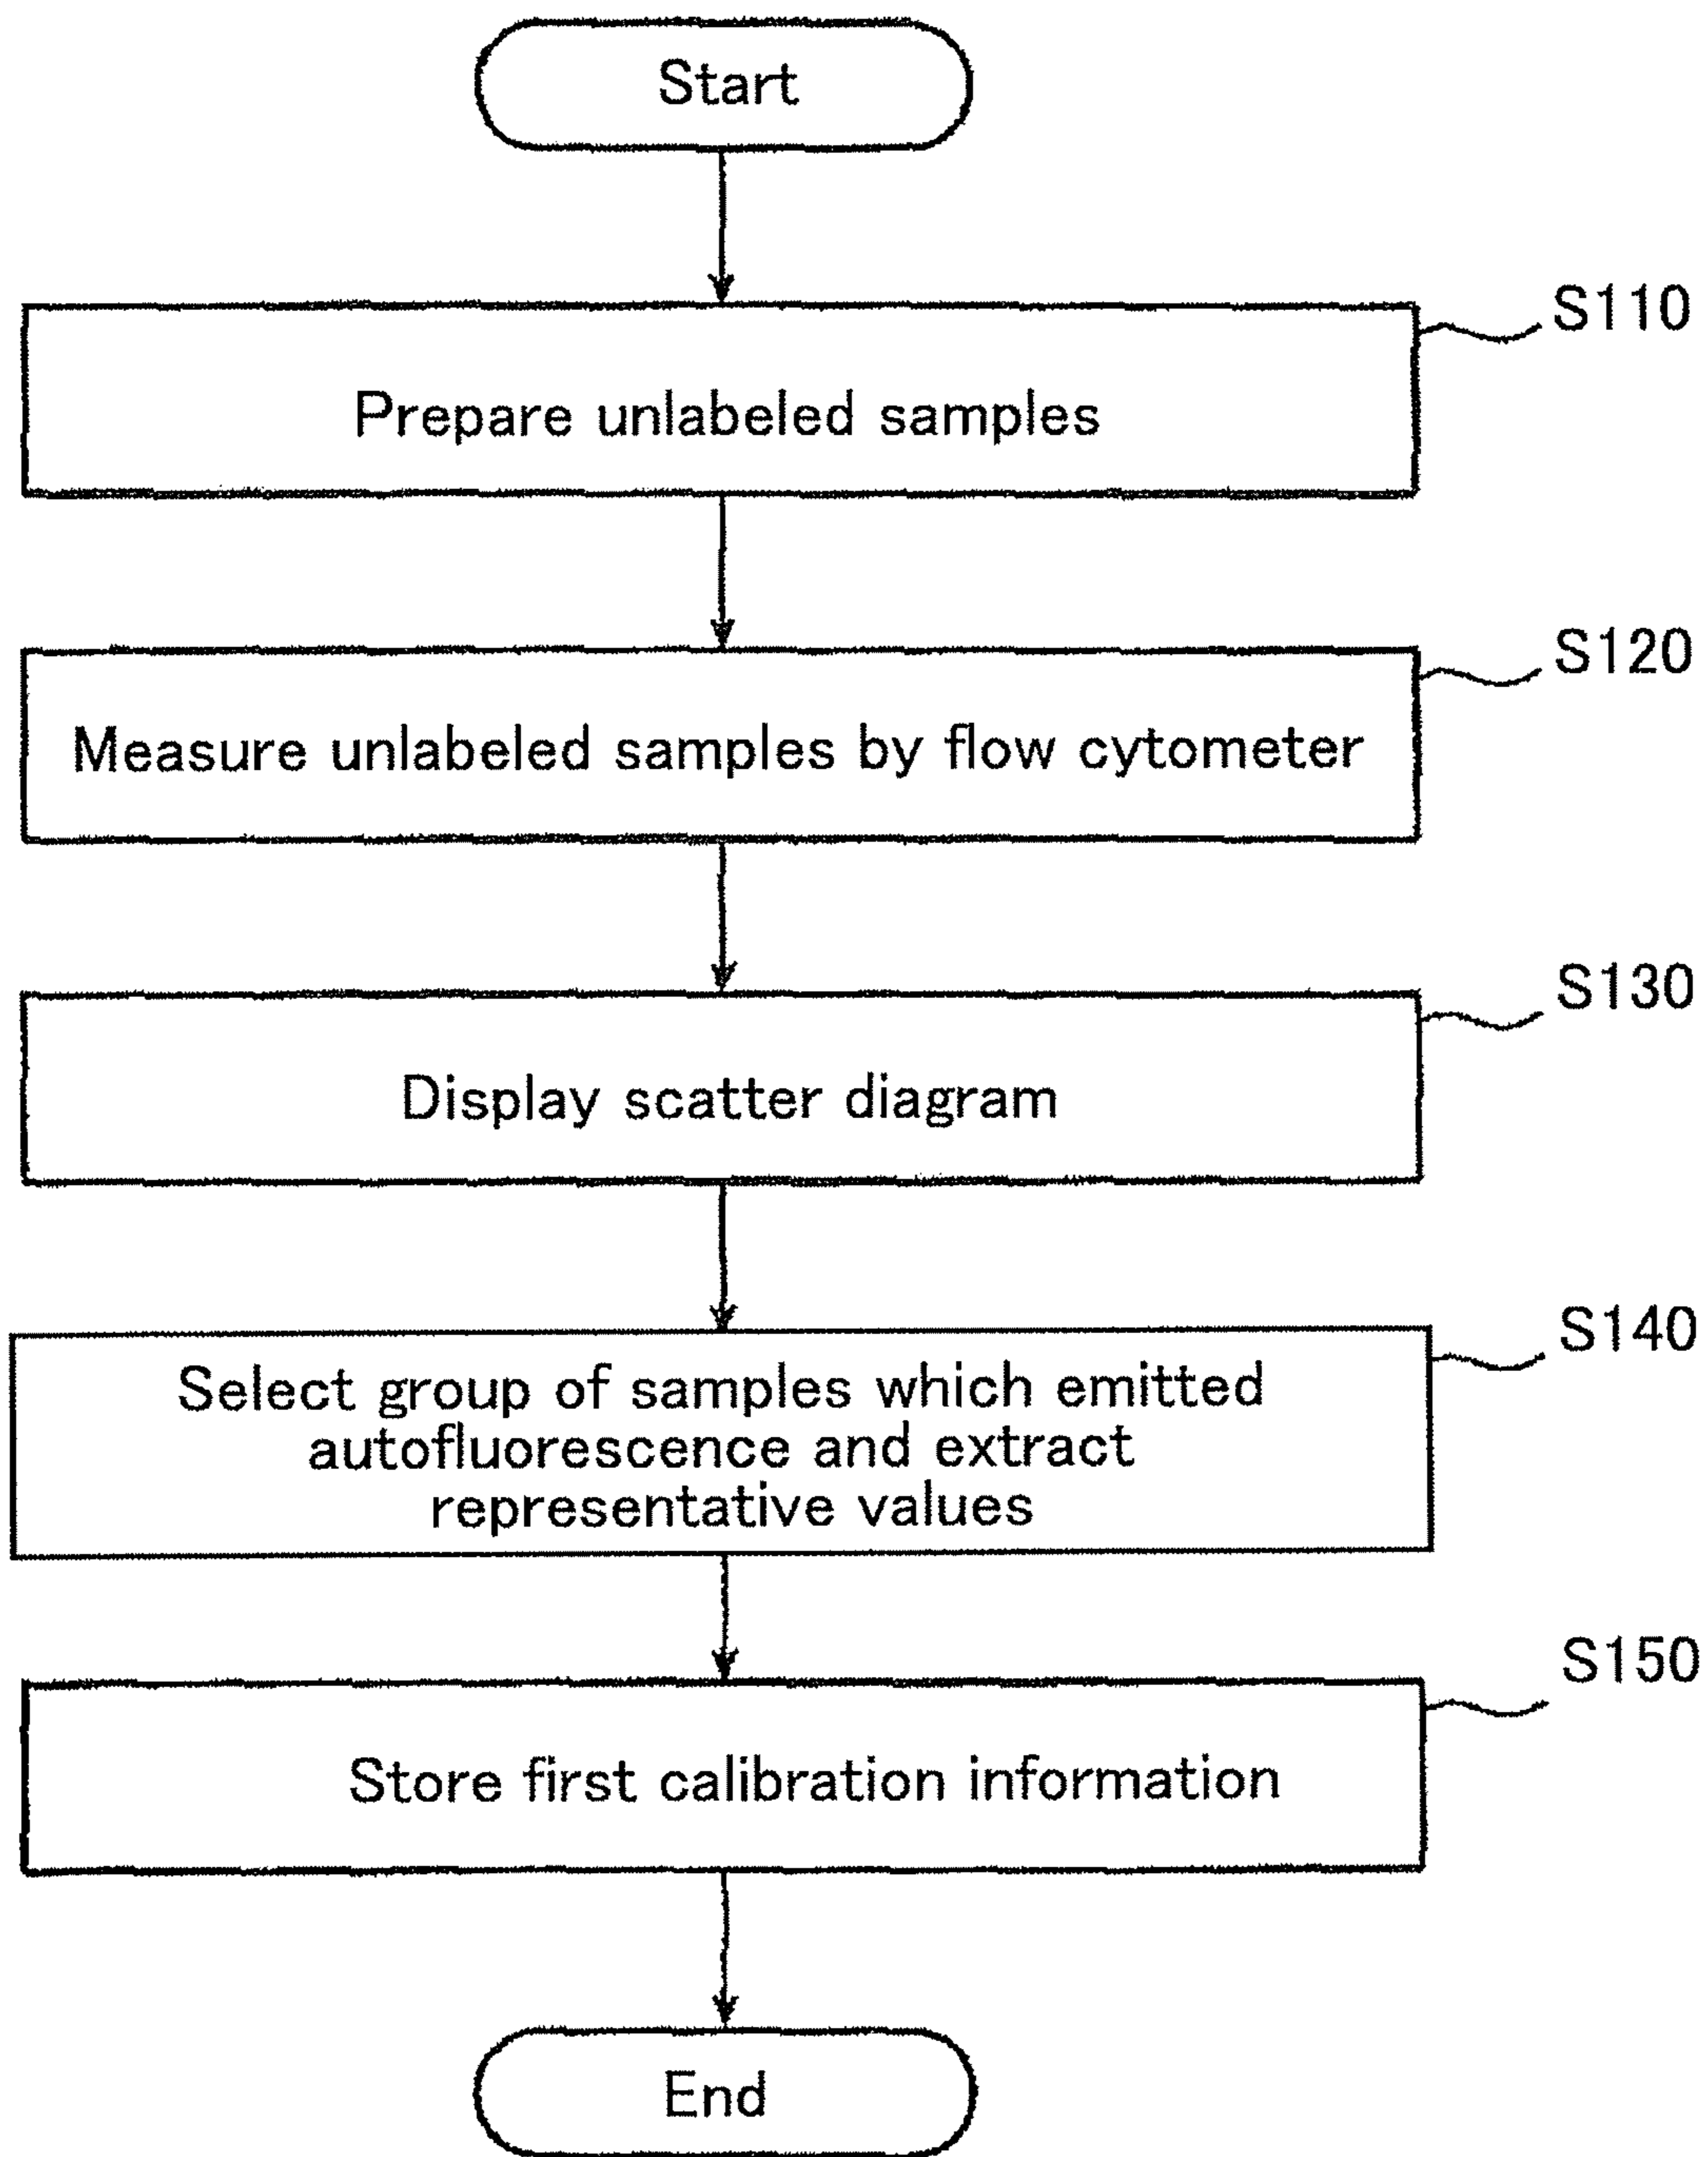 Start
S110
Prepare unlabeled samples
S120
Measure unlabeled samples by flow cytometer
S130
Display scatter diagram
S140
Select group of samples which emitted
autofluorescence and extract
representative values
S150
Store first calibration information
End